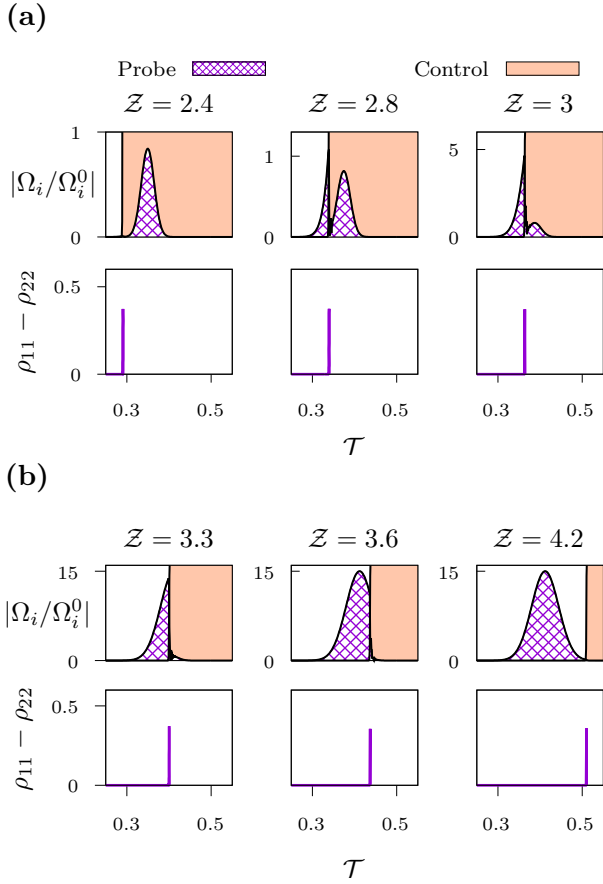 (a)
Probe Control
𝒵 = 2.4 𝒵 = 2.8 𝒵 = 3
|Ω_i/Ω_i^0|
1 0 1 0 5 0
ρ_11 − ρ_22
0.6 0
0.3 0.5 0.3 0.5 0.3 0.5
𝒯
(b)
𝒵 = 3.3 𝒵 = 3.6 𝒵 = 4.2
|Ω_i/Ω_i^0|
15 0 15 0 15 0
ρ_11 − ρ_22
0.6 0
0.3 0.5 0.3 0.5 0.3 0.5
𝒯